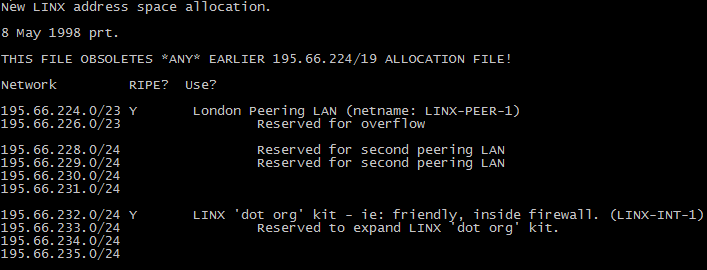 New LINX address space allocation.
8 May 1998 prt.
THIS FILE OBSOLETES *ANY* EARLIER 195.66.224/19 ALLOCATION FILE!
Network RIPE? Use?
195.66.224.0/23 Y London Peering LAN (netname: LINX-PEER-1)
195.66.226.0/23 Reserved for overflow
195.66.228.0/24 Reserved for second peering LAN
195.66.229.0/24 Reserved for second peering LAN
195.66.230.0/24
195.66.231.0/24
195.66.232.0/24 Y LINX 'dot org' kit - ie: friendly, inside firewall. (LINX-INT-1)
195.66.233.0/24 Reserved to expand LINX 'dot org' kit.
195.66.234.0/24
195.66.235.0/24